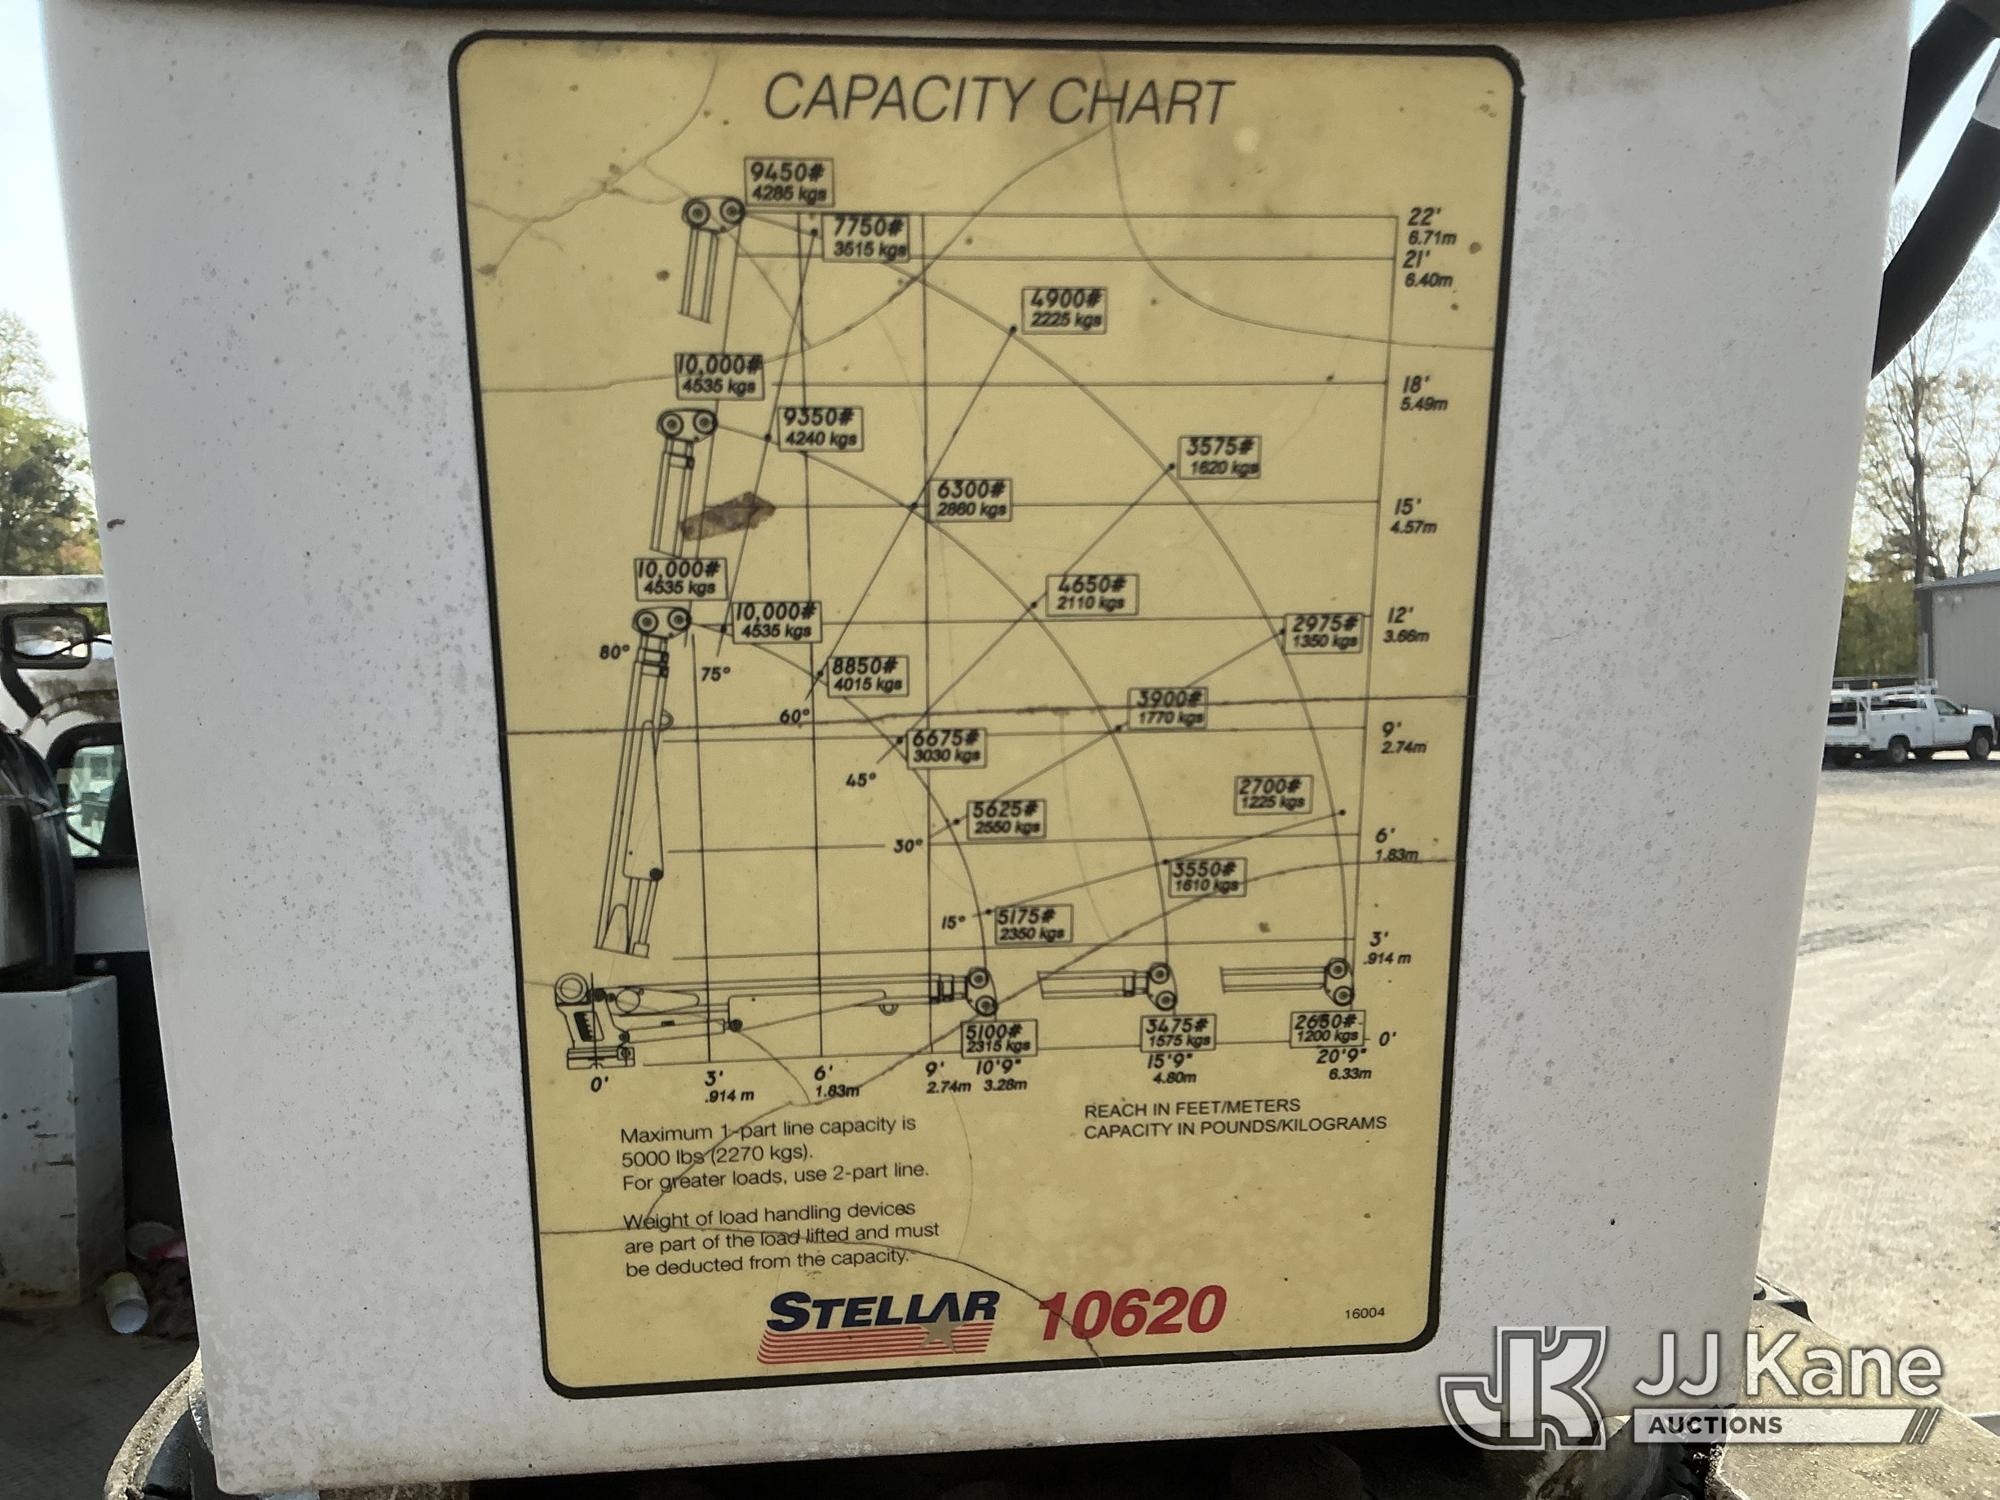 CAPACITY CHART
9450#
4285 kgs
7750#
3515 kgs
22'
6.71m
21'
6.40m
4900#
2225 kgs
10,000#
4535 kgs
18'
5.49m
9350#
4240 kgs
3575#
1620 kgs
6300#
2860 kgs
15'
4.57m
10,000#
4535 kgs
4650#
2110 kgs
10,000#
4535 kgs
12'
3.66m
2975#
1350 kgs
80°
75°
8850#
4015 kgs
60°
3900#
1770 kgs
9'
2.74m
6675#
3030 kgs
45°
2700#
1225 kgs
5625#
2550 kgs
30°
6'
1.83m
3550#
1610 kgs
15°
5175#
2350 kgs
3'
.914 m
5100#
2315 kgs
3475#
1575 kgs
2650#
1200 kgs
0'
0'
3'
.914 m
6'
1.83m
9'
2.74m
10'9"
3.28m
15'9"
4.80m
20'9"
6.33m
REACH IN FEET/METERS
CAPACITY IN POUNDS/KILOGRAMS
Maximum 1-part line capacity is
5000 lbs (2270 kgs).
For greater loads, use 2-part line.
Weight of load handling devices
are part of the load lifted and must
be deducted from the capacity.
STELLAR 10620
16004
JK JJ Kane
AUCTIONS